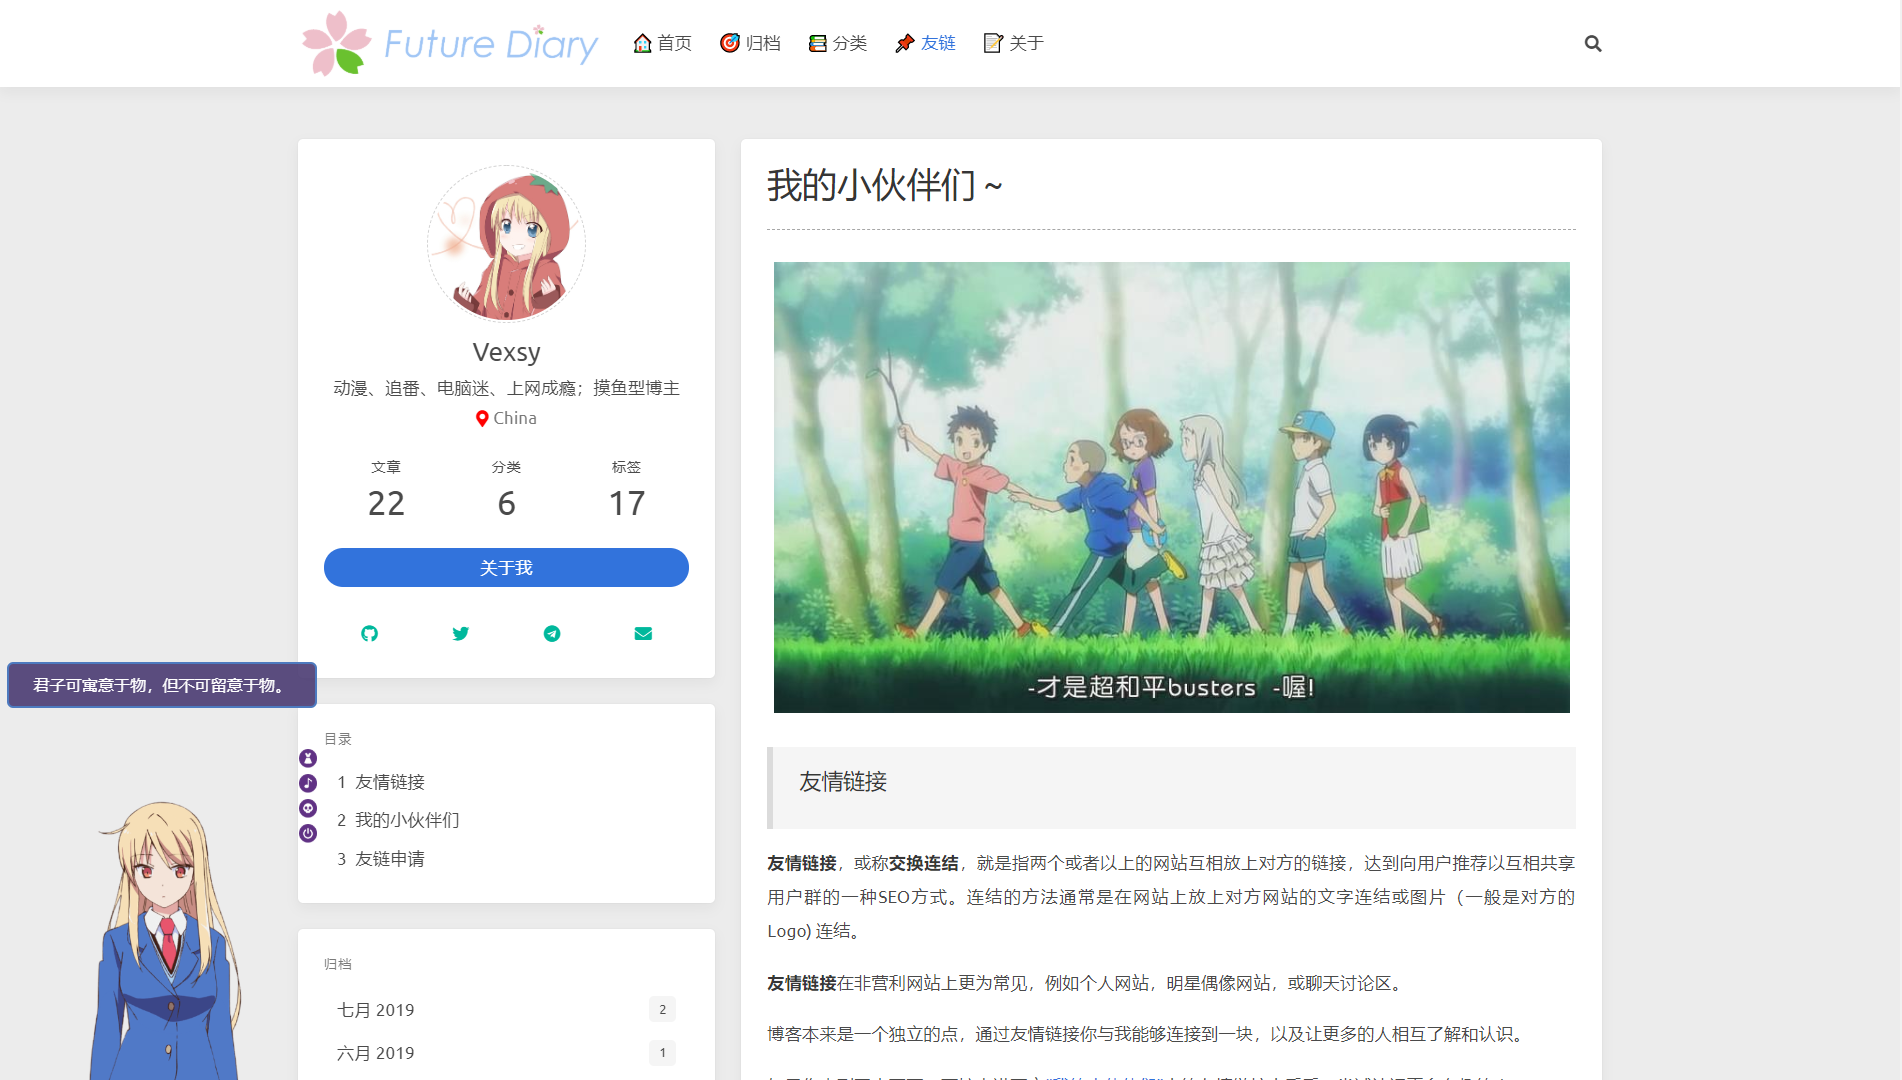 Future Diary
首页
归档
分类
友链
关于
Vexsy
动漫、追番、电脑迷、上网成瘾；摸鱼型博主
China
文章
分类
标签
22
6
17
关于我
君子可寓意于物，但不可留意于物。
目录
1 友情链接
2 我的小伙伴们
3 友链申请
归档
七月 2019
2
六月 2019
1
我的小伙伴们 ~
-才是超和平busters -喔!
友情链接
友情链接，或称交换连结，就是指两个或者以上的网站互相放上对方的链接，达到向用户推荐以互相共享
用户群的一种SEO方式。连结的方法通常是在网站上放上对方网站的文字连结或图片（一般是对方的
Logo) 连结。
友情链接在非营利网站上更为常见，例如个人网站，明星偶像网站，或聊天讨论区。
博客本来是一个独立的点，通过友情链接你与我能够连接到一块，以及让更多的人相互了解和认识。